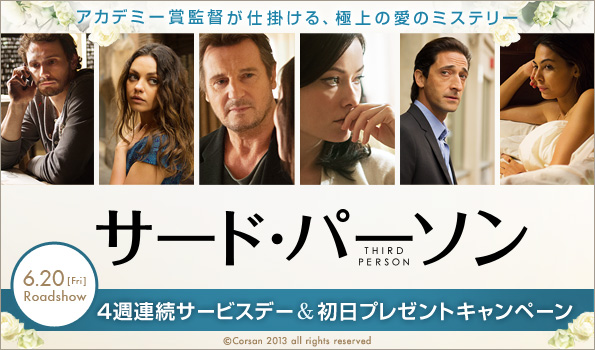 アカデミー賞監督が仕掛ける、極上の愛のミステリー
サード・パーソン
THIRD
PERSON
6.20[Fri]
Roadshow
4週連続サービスデー&初日プレゼントキャンペーン
©Corsan 2013 all rights reserved